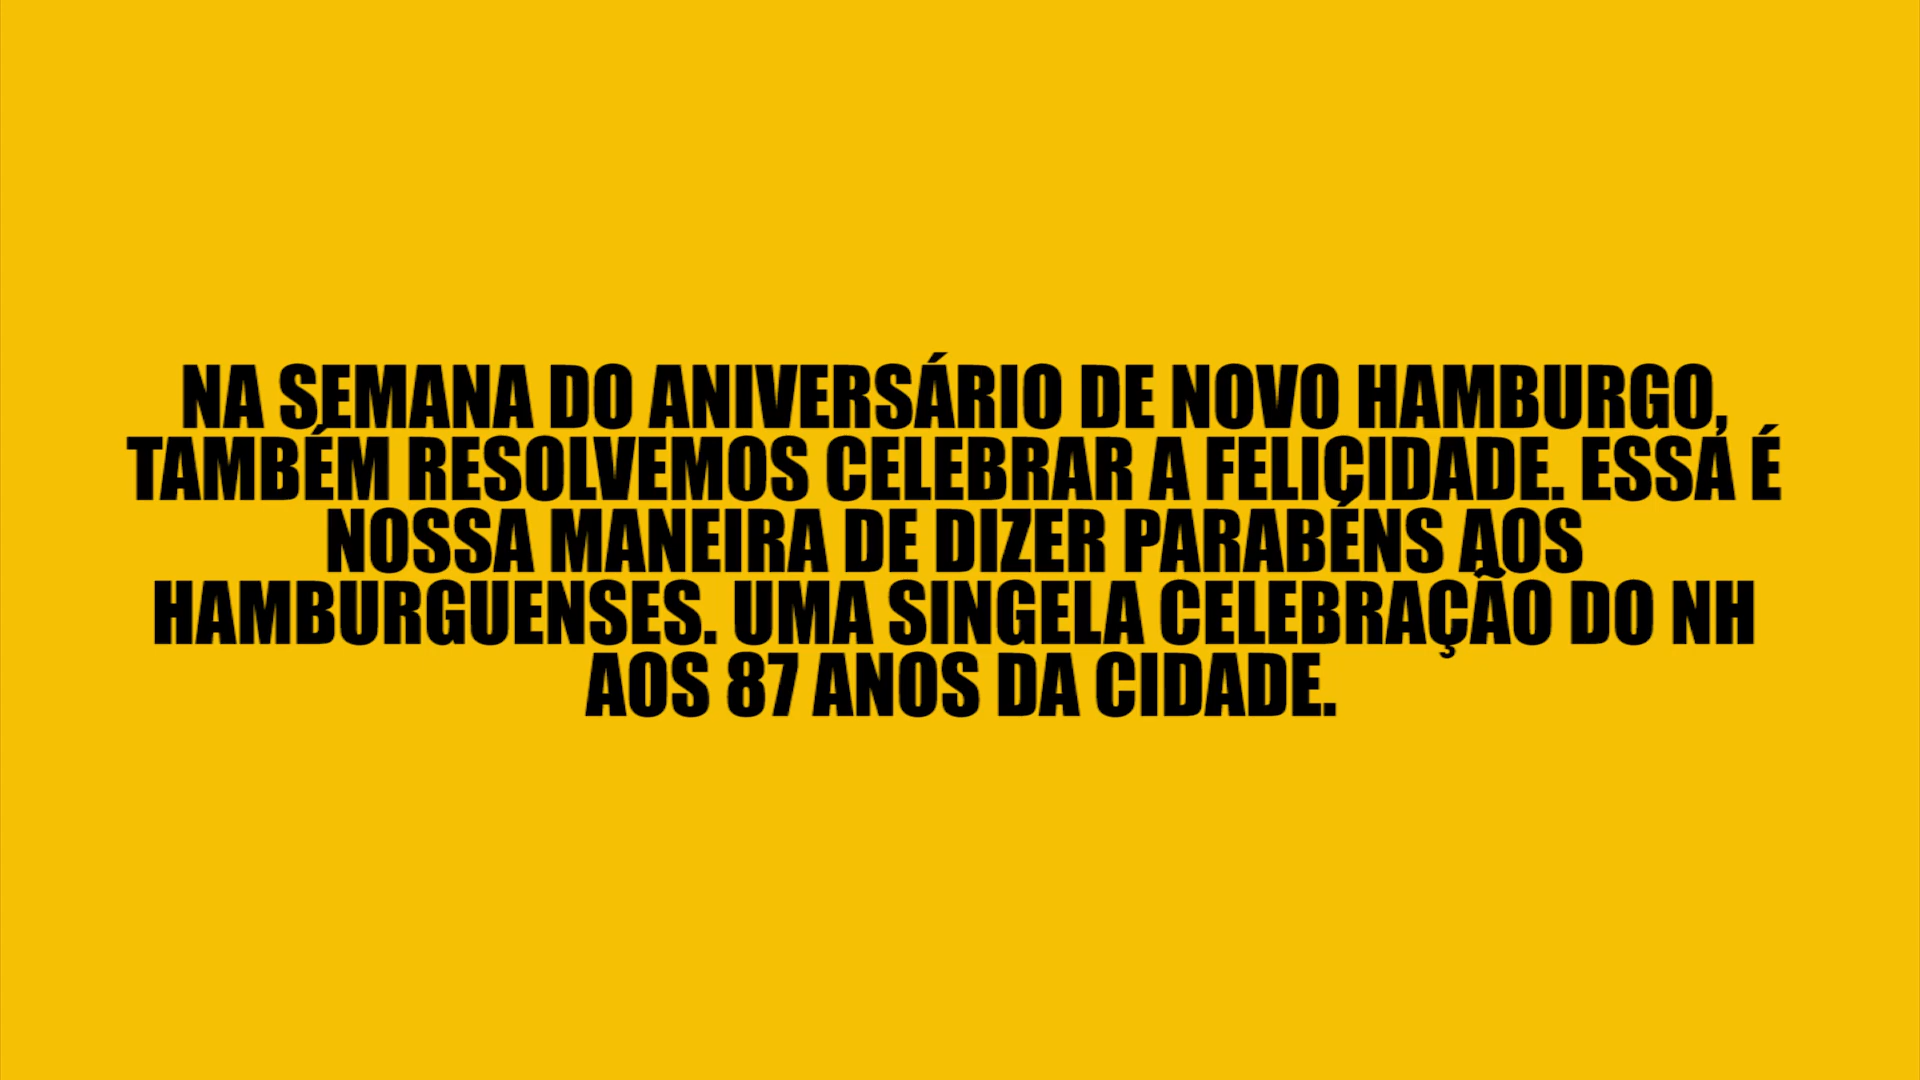 NA SEMANA DO ANIVERSÁRIO DE NOVO HAMBURGO,
TAMBÉM RESOLVEMOS CELEBRAR A FELICIDADE. ESSA É
NOSSA MANEIRA DE DIZER PARABÉNS AOS
HAMBURGUENSES. UMA SINGELA CELEBRAÇÃO DO NH
AOS 87 ANOS DA CIDADE.